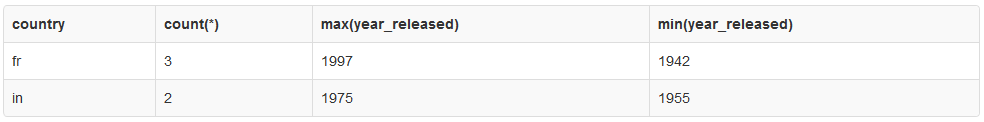 country count(*) max(year_released) min(year_released)
fr 3 1997 1942
in 2 1975 1955